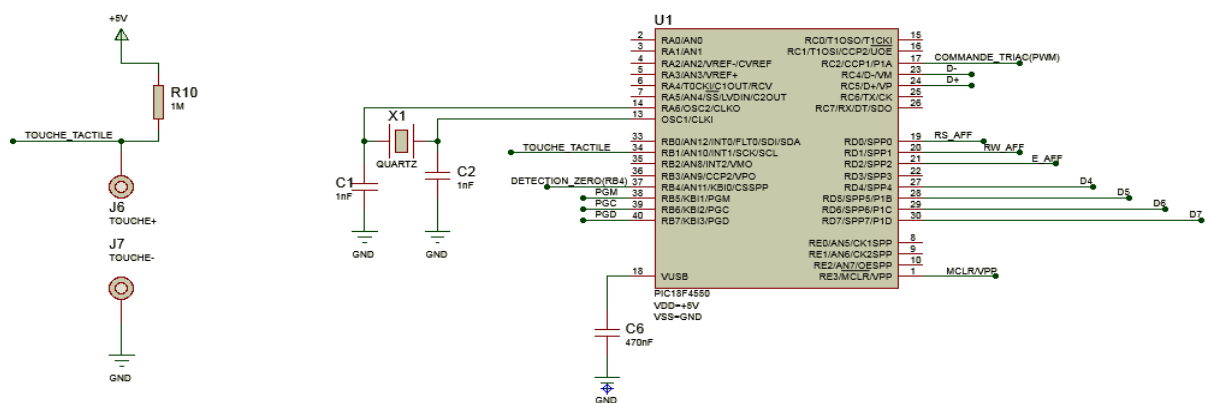 +5V
R10
1M
TOUCHE_TACTILE
J6
TOUCHE+
J7
TOUCHE-
GND
X1
QUARTZ
C1
1nF
C2
1nF
GND
GND
TOUCHE_TACTILE
DETECTION_ZERO(RB4)
PGM
PGC
PGD
C6
470nF
GND
U1
2 RA0/AN0
3 RA1/AN1
4 RA2/AN2/VREF-/CVREF
5 RA3/AN3/VREF+
6 RA4/T0CKI/C1OUT/RCV
7 RA5/AN4/SS/LVDIN/C2OUT
14 RA6/OSC2/CLKO
13 OSC1/CLKI
33 RB0/AN12/INT0/FLT0/SDI/SDA
34 RB1/AN10/INT1/SCK/SCL
35 RB2/AN8/INT2/VMO
36 RB3/AN9/CCP2/VPO
37 RB4/AN11/KBI0/CSSPP
38 RB5/KBI1/PGM
39 RB6/KBI2/PGC
40 RB7/KBI3/PGD
18 VUSB
RC0/T1OSO/T1CKI 15
RC1/T1OSI/CCP2/UOE 16
RC2/CCP1/P1A 17 COMMANDE_TRIAC(PWM)
RC4/D-/VM 23 D-
RC5/D+/VP 24 D+
RC6/TX/CK 25
RC7/RX/DT/SDO 26
RD0/SPP0 19 RS_AFF
RD1/SPP1 20 RW_AFF
RD2/SPP2 21 E_AFF
RD3/SPP3 22
RD4/SPP4 27 D4
RD5/SPP5/P1B 28 D5
RD6/SPP6/P1C 29 D6
RD7/SPP7/P1D 30 D7
RE0/AN5/CK1SPP 8
RE1/AN6/CK2SPP 9
RE2/AN7/OESPP 10
RE3/MCLR/VPP 1 MCLR/VPP
PIC18F4550
VDD=+5V
VSS=GND